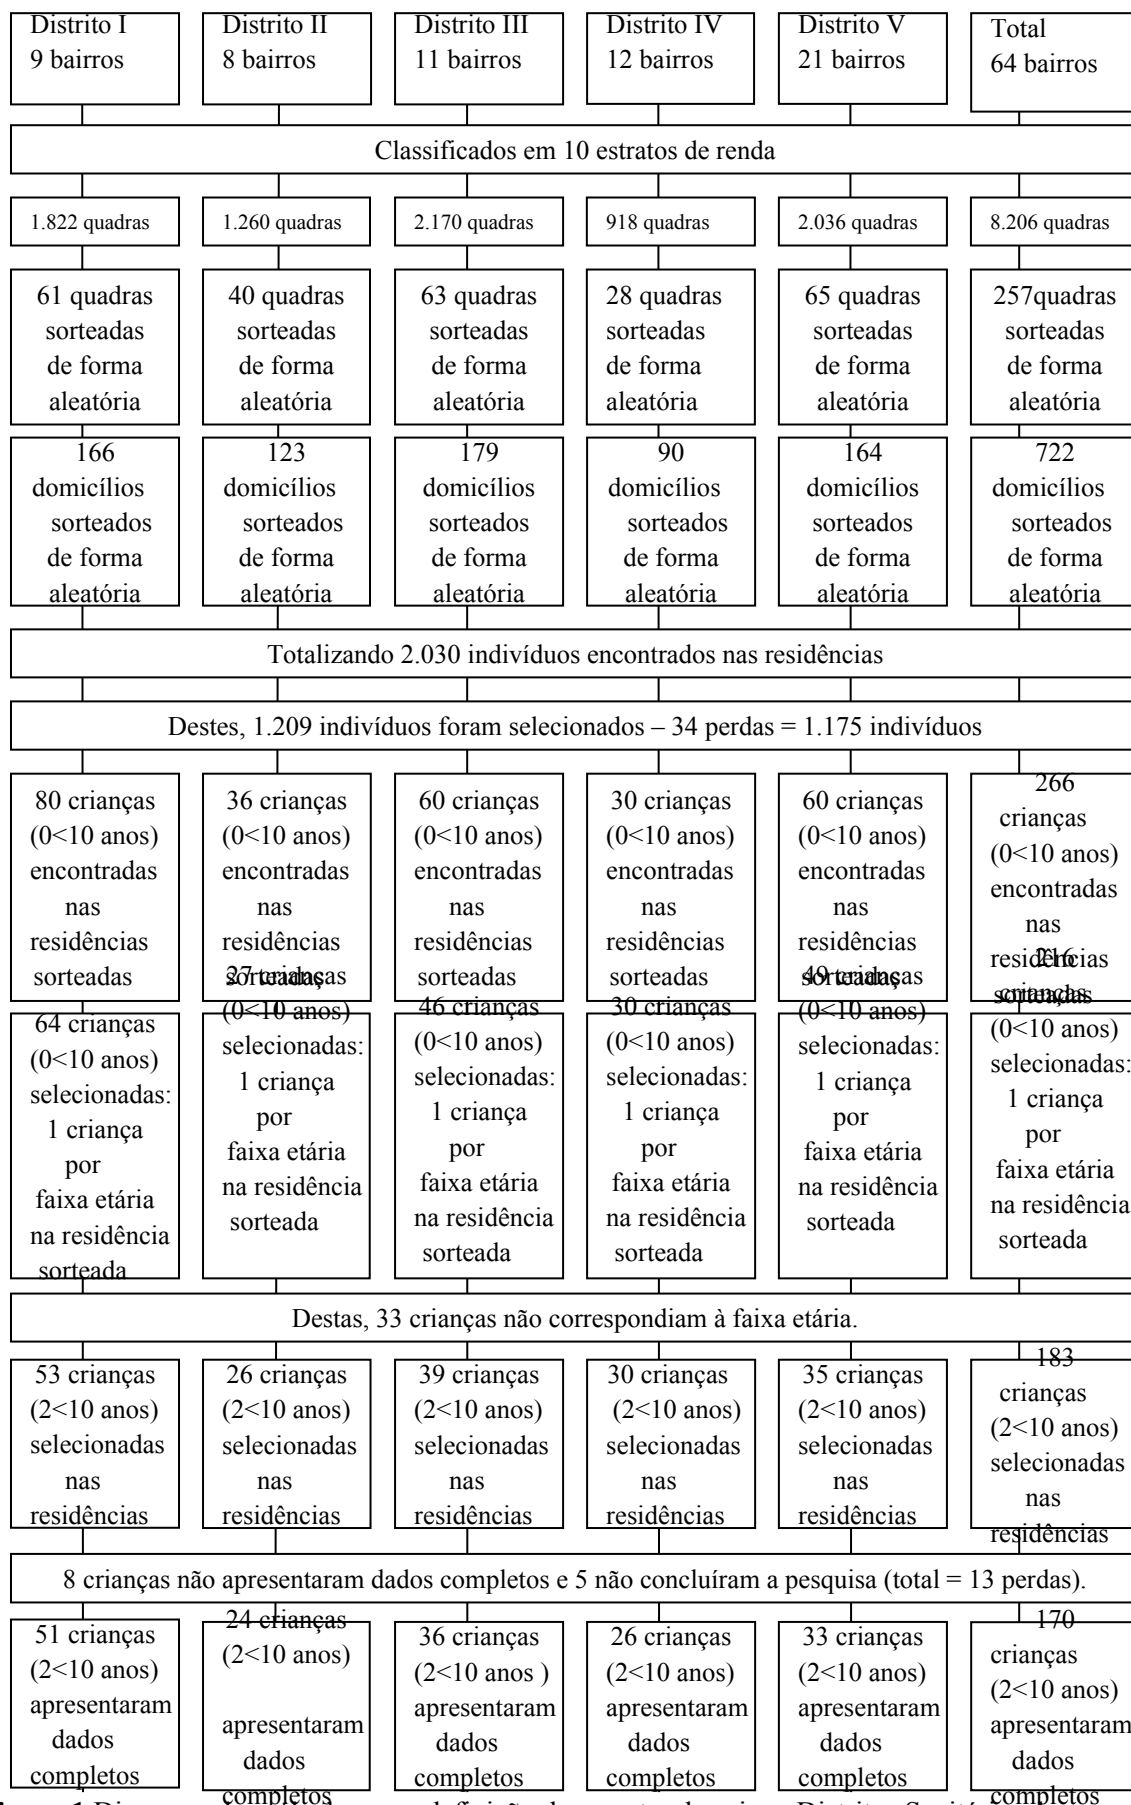 Distrito I
9 bairros
Distrito II
8 bairros
Distrito III
11 bairros
Distrito IV
12 bairros
Distrito V
21 bairros
Total
64 bairros
Classificados em 10 estratos de renda
1.822 quadras
1.260 quadras
2.170 quadras
918 quadras
2.036 quadras
8.206 quadras
61 quadras
sorteadas
de forma
aleatória
40 quadras
sorteadas
de forma
aleatória
63 quadras
sorteadas
de forma
aleatória
28 quadras
sorteadas
de forma
aleatória
65 quadras
sorteadas
de forma
aleatória
257quadras
sorteadas
de forma
aleatória
166
domicílios
sorteados
de forma
aleatória
123
domicílios
sorteados
de forma
aleatória
179
domicílios
sorteados
de forma
aleatória
90
domicílios
sorteados
de forma
aleatória
164
domicílios
sorteados
de forma
aleatória
722
domicílios
sorteados
de forma
aleatória
Totalizando 2.030 indivíduos encontrados nas residências
Destes, 1.209 indivíduos foram selecionados – 34 perdas = 1.175 indivíduos
80 crianças
(0<10 anos)
encontradas
nas
residências
sorteadas
36 crianças
(0<10 anos)
encontradas
nas
residências
sorteadas
60 crianças
(0<10 anos)
encontradas
nas
residências
sorteadas
30 crianças
(0<10 anos)
encontradas
nas
residências
sorteadas
60 crianças
(0<10 anos)
encontradas
nas
residências
sorteadas
266
crianças
(0<10 anos)
encontradas
nas
residências
sorteadas
64 crianças
(0<10 anos)
selecionadas:
1 criança
por
faixa etária
na residência
sorteada
27 crianças
(0<10 anos)
selecionadas:
1 criança
por
faixa etária
na residência
sorteada
46 crianças
(0<10 anos)
selecionadas:
1 criança
por
faixa etária
na residência
sorteada
30 crianças
(0<10 anos)
selecionadas:
1 criança
por
faixa etária
na residência
sorteada
49 crianças
(0<10 anos)
selecionadas:
1 criança
por
faixa etária
na residência
sorteada
216
crianças
(0<10 anos)
selecionadas:
1 criança
por
faixa etária
na residência
sorteada
Destas, 33 crianças não correspondiam à faixa etária.
53 crianças
(2<10 anos)
selecionadas
nas
residências
26 crianças
(2<10 anos)
selecionadas
nas
residências
39 crianças
(2<10 anos)
selecionadas
nas
residências
30 crianças
(2<10 anos)
selecionadas
nas
residências
35 crianças
(2<10 anos)
selecionadas
nas
residências
183
crianças
(2<10 anos)
selecionadas
nas
residências
8 crianças não apresentaram dados completos e 5 não concluíram a pesquisa (total = 13 perdas).
51 crianças
(2<10 anos)
apresentaram
dados
completos
24 crianças
(2<10 anos)
apresentaram
dados
completos
36 crianças
(2<10 anos )
apresentaram
dados
completos
26 crianças
(2<10 anos)
apresentaram
dados
completos
33 crianças
(2<10 anos)
apresentaram
dados
completos
170
crianças
(2<10 anos)
apresentaram
dados
completos